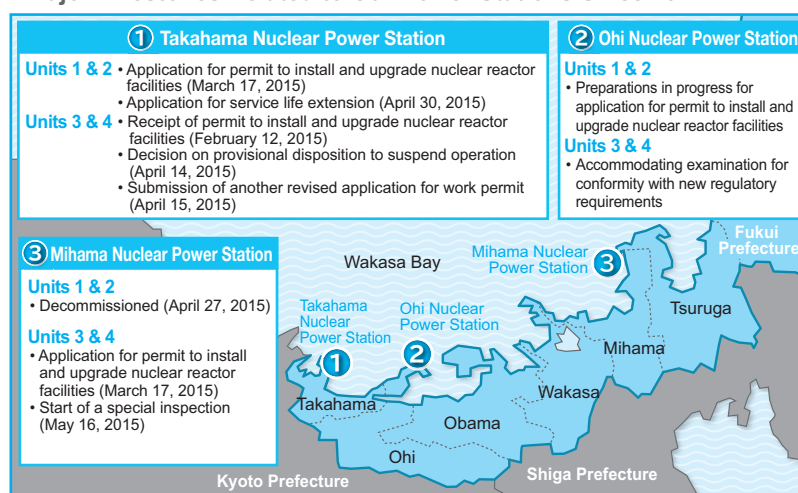 ① Takahama Nuclear Power Station
Units 1 & 2 • Application for permit to install and upgrade nuclear reactor
facilities (March 17, 2015)
• Application for service life extension (April 30, 2015)
Units 3 & 4 • Receipt of permit to install and upgrade nuclear reactor
facilities (February 12, 2015)
• Decision on provisional disposition to suspend operation
(April 14, 2015)
• Submission of another revised application for work permit
(April 15, 2015)
② Ohi Nuclear Power Station
Units 1 & 2
• Preparations in progress for
application for permit to install and
upgrade nuclear reactor facilities
Units 3 & 4
• Accommodating examination for
conformity with new regulatory
requirements
③ Mihama Nuclear Power Station
Units 1 & 2
• Decommissioned (April 27, 2015)
Units 3 & 4
• Application for permit to install
and upgrade nuclear reactor
facilities (March 17, 2015)
• Start of a special inspection
(May 16, 2015)
Wakasa Bay
Mihama Nuclear
Power Station
③
Fukui
Prefecture
Takahama
Nuclear
Power Station
①
Ohi Nuclear
Power Station
②
Tsuruga
Mihama
Wakasa
Takahama
Obama
Ohi
Kyoto Prefecture
Shiga Prefecture